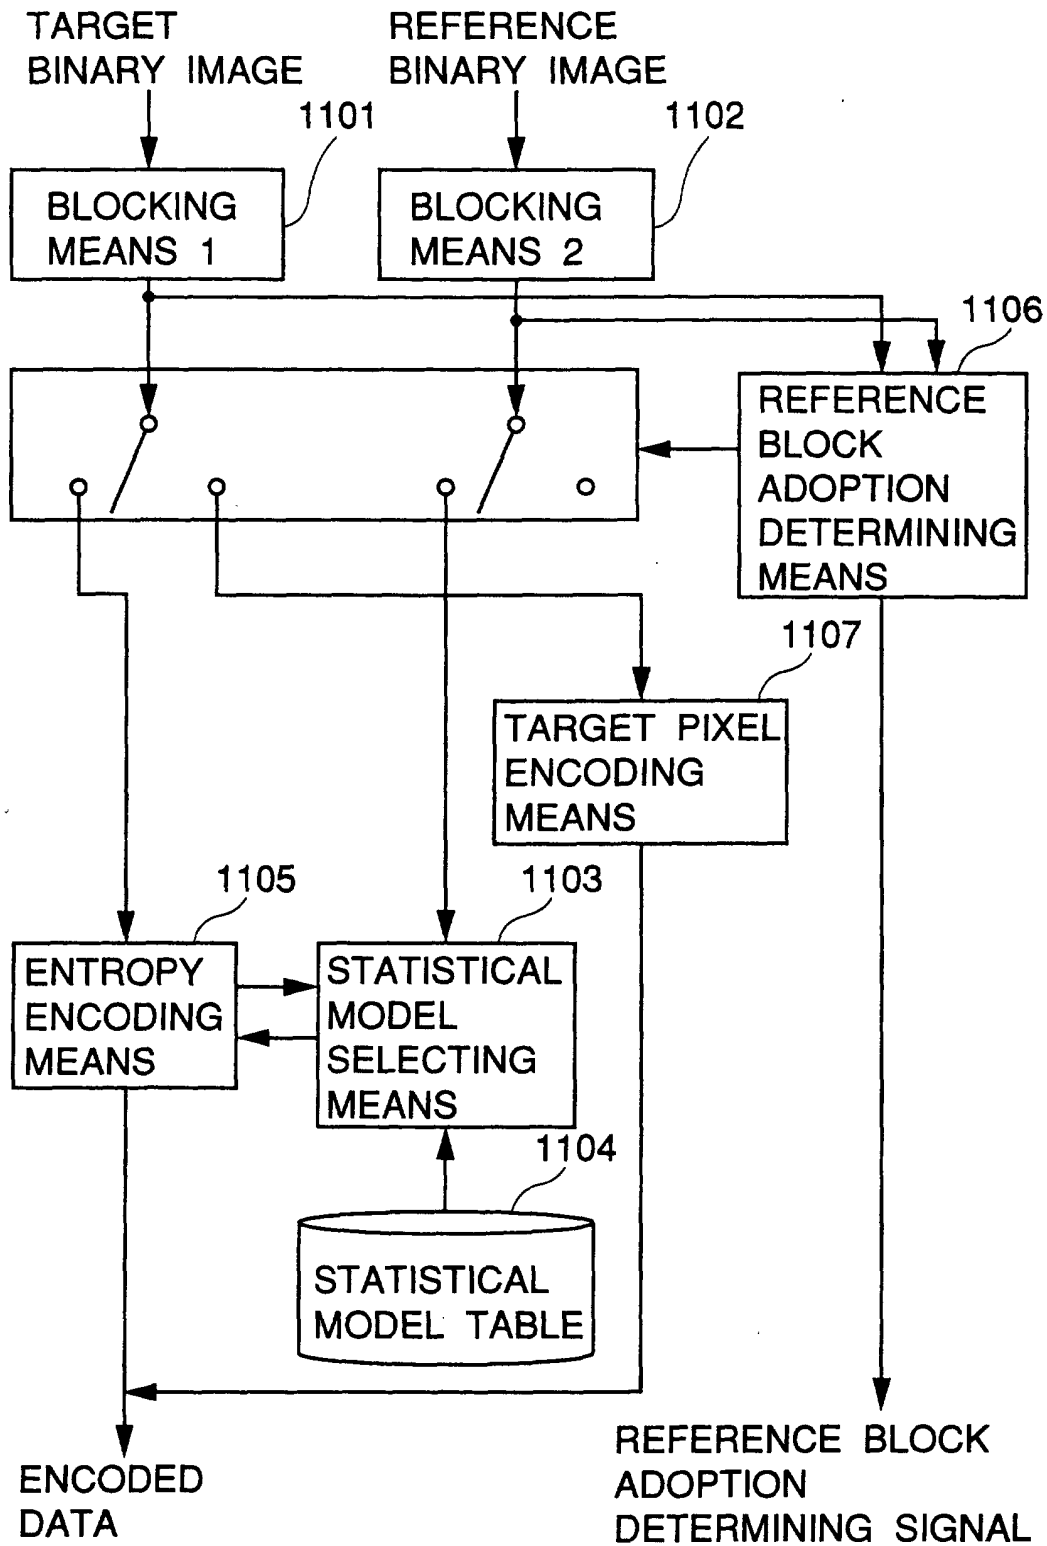 TARGET
BINARY IMAGE
REFERENCE
BINARY IMAGE
1101
1102
BLOCKING
MEANS 1
BLOCKING
MEANS 2
1106
REFERENCE
BLOCK
ADOPTION
DETERMINING
MEANS
1107
TARGET PIXEL
ENCODING
MEANS
1105
1103
ENTROPY
ENCODING
MEANS
STATISTICAL
MODEL
SELECTING
MEANS
1104
STATISTICAL
MODEL TABLE
ENCODED
DATA
REFERENCE BLOCK
ADOPTION
DETERMINING SIGNAL